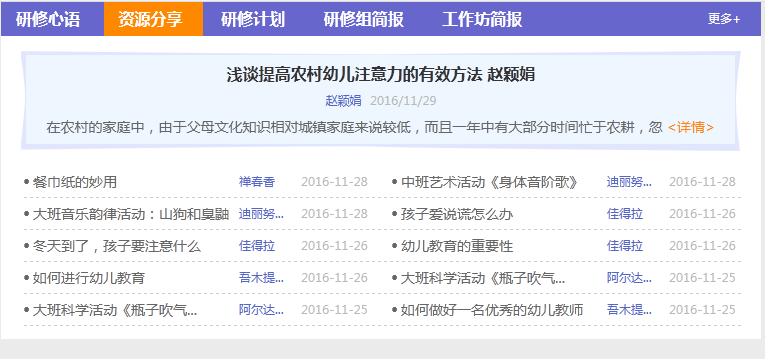 研修心语 资源分享 研修计划 研修组简报 工作坊简报 更多+
浅谈提高农村幼儿注意力的有效方法 赵颖娟
赵颖娟 2016/11/29
在农村的家庭中，由于父母文化知识相对城镇家庭来说较低，而且一年中有大部分时间忙于农耕，忽 <详情>
• 餐巾纸的妙用 禅春香 2016-11-28 • 中班艺术活动《身体音阶歌》 迪丽努... 2016-11-28
• 大班音乐韵律活动：山狗和臭鼬 迪丽努... 2016-11-28 • 孩子爱说谎怎么办 佳得拉 2016-11-26
• 冬天到了，孩子要注意什么 佳得拉 2016-11-26 • 幼儿教育的重要性 佳得拉 2016-11-26
• 如何进行幼儿教育 吾木提... 2016-11-26 • 大班科学活动《瓶子吹气... 阿尔达... 2016-11-25
• 大班科学活动《瓶子吹气... 阿尔达... 2016-11-25 • 如何做好一名优秀的幼儿教师 吾木提... 2016-11-25